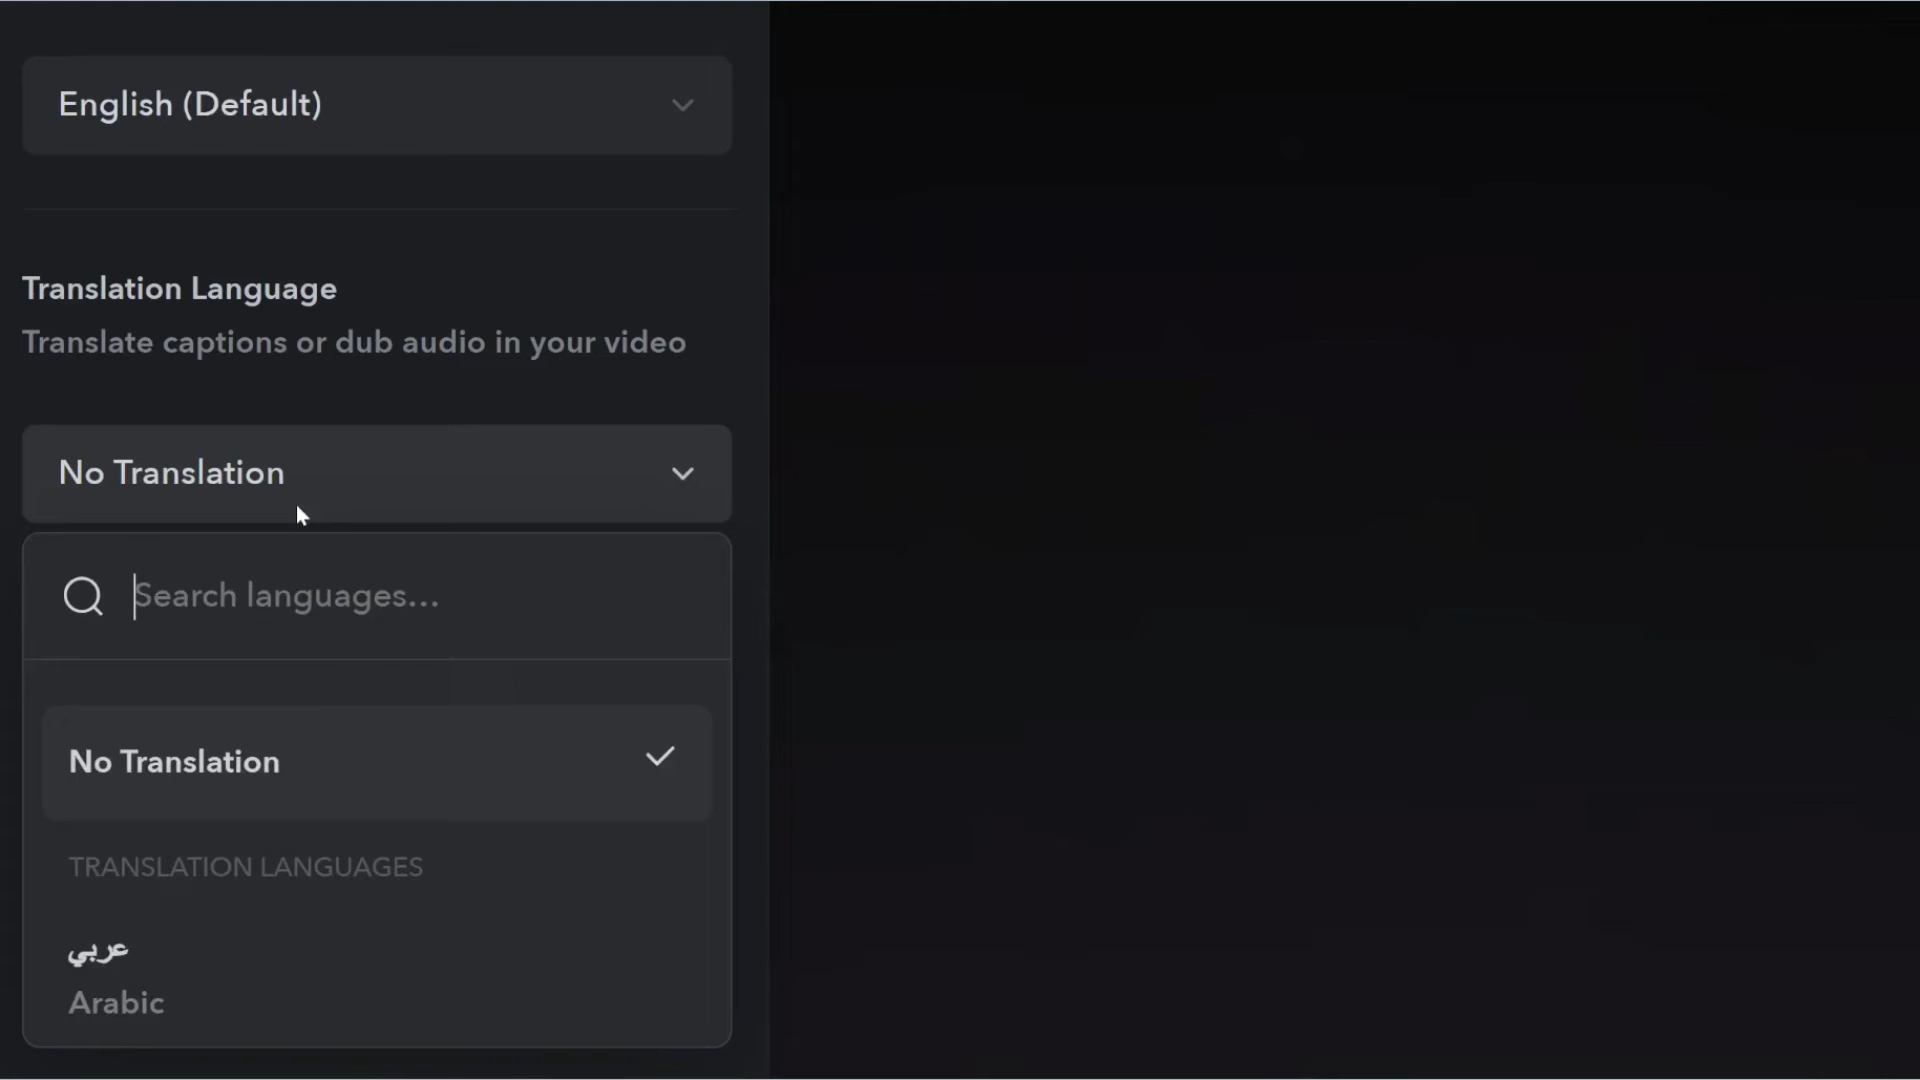 English (Default)
Translation Language
Translate captions or dub audio in your video
No Translation
Search languages...
No Translation
TRANSLATION LANGUAGES
عربي
Arabic